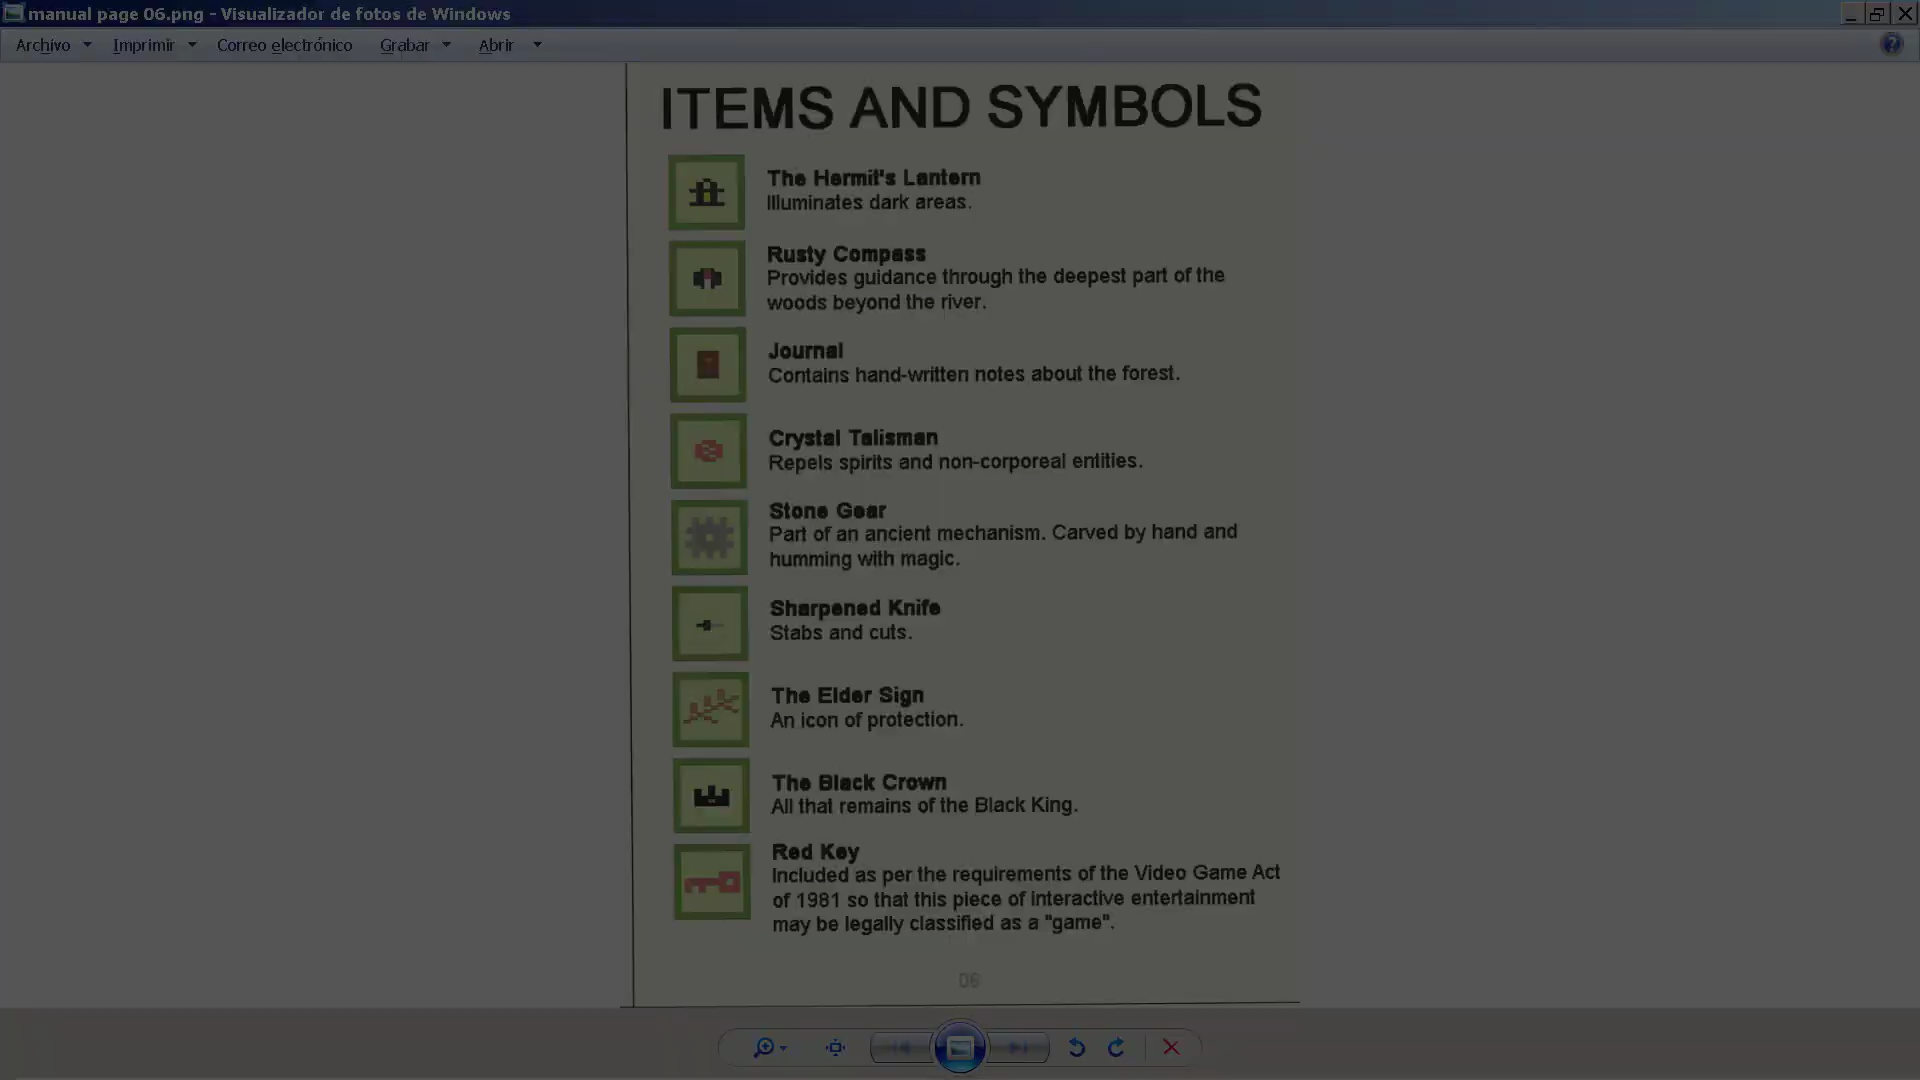 manual page 06.png - Visualizador de fotos de Windows
Archivo Imprimir Correo electrónico Grabar Abrir
ITEMS AND SYMBOLS
The Hermit's Lantern
Illuminates dark areas.
Rusty Compass
Provides guidance through the deepest part of the
woods beyond the river.
Journal
Contains hand-written notes about the forest.
Crystal Talisman
Repels spirits and non-corporeal entities.
Stone Gear
Part of an ancient mechanism. Carved by hand and
humming with magic.
Sharpened Knife
Stabs and cuts.
The Elder Sign
An icon of protection.
The Black Crown
All that remains of the Black King.
Red Key
Included as per the requirements of the Video Game Act
of 1981 so that this piece of interactive entertainment
may be legally classified as a "game".
06